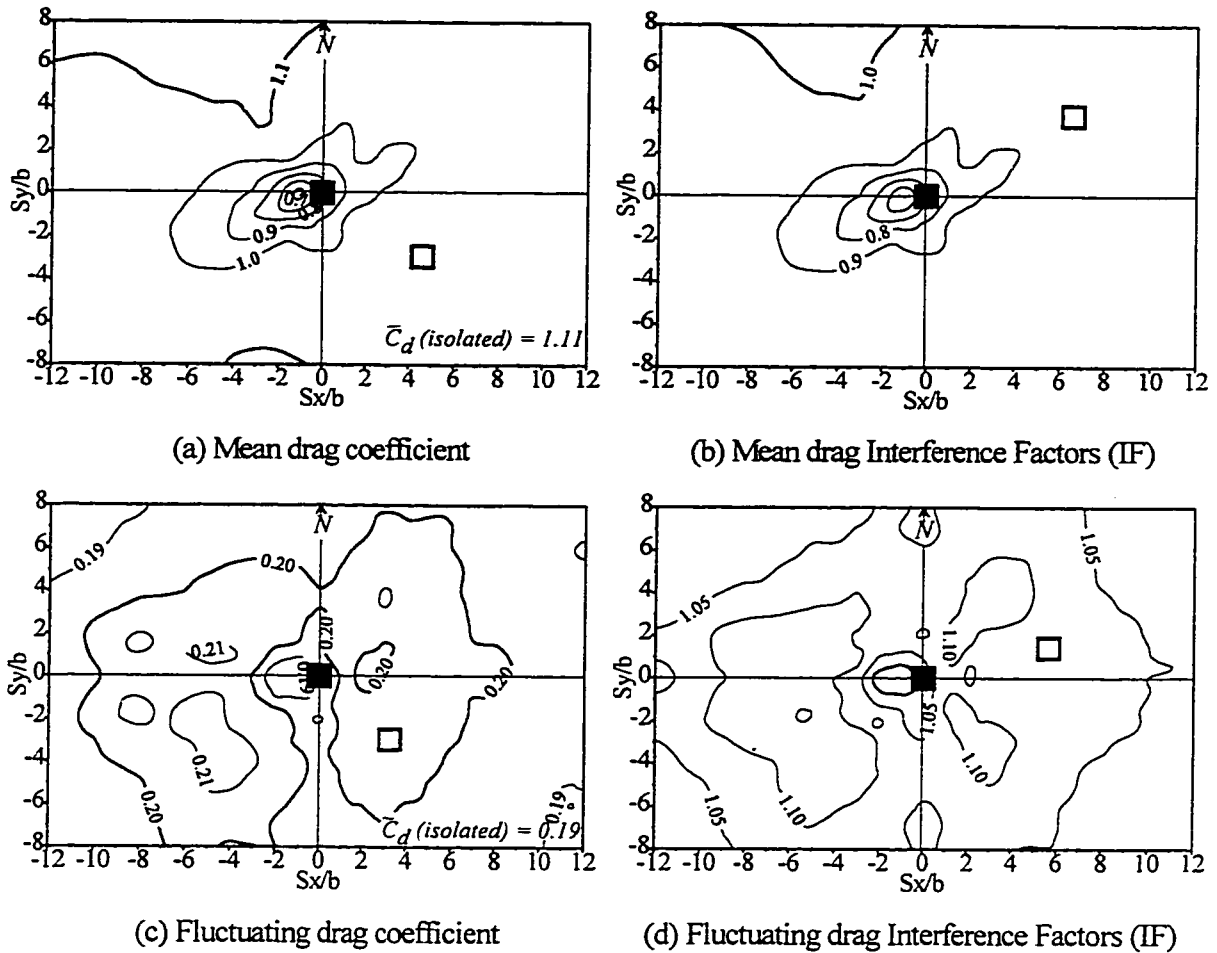 8
6
4
2
0
-2
-4
-6
-8
Sy/b
N
1.1
0.9
0.9
1.0
C̅d (isolated) = 1.11
-12 -10 -8 -6 -4 -2 0 2 4 6 8 10 12
Sx/b
(a) Mean drag coefficient
8
6
4
2
0
-2
-4
-6
-8
Sy/b
N
1.0
0.8
0.9
-12 -10 -8 -6 -4 -2 0 2 4 6 8 10 12
Sx/b
(b) Mean drag Interference Factors (IF)
8
6
4
2
0
-2
-4
-6
-8
Sy/b
N
0.19
0.20
0.20
0.21
0.19
0.20
0.20
0.21
0.20
0.19
C̅d (isolated) = 0.19
-12 -10 -8 -6 -4 -2 0 2 4 6 8 10 12
Sx/b
(c) Fluctuating drag coefficient
8
6
4
2
0
-2
-4
-6
-8
Sy/b
N
1.05
1.05
1.10
1.05
1.10
1.10
1.05
-12 -10 -8 -6 -4 -2 0 2 4 6 8 10 12
Sx/b
(d) Fluctuating drag Interference Factors (IF)